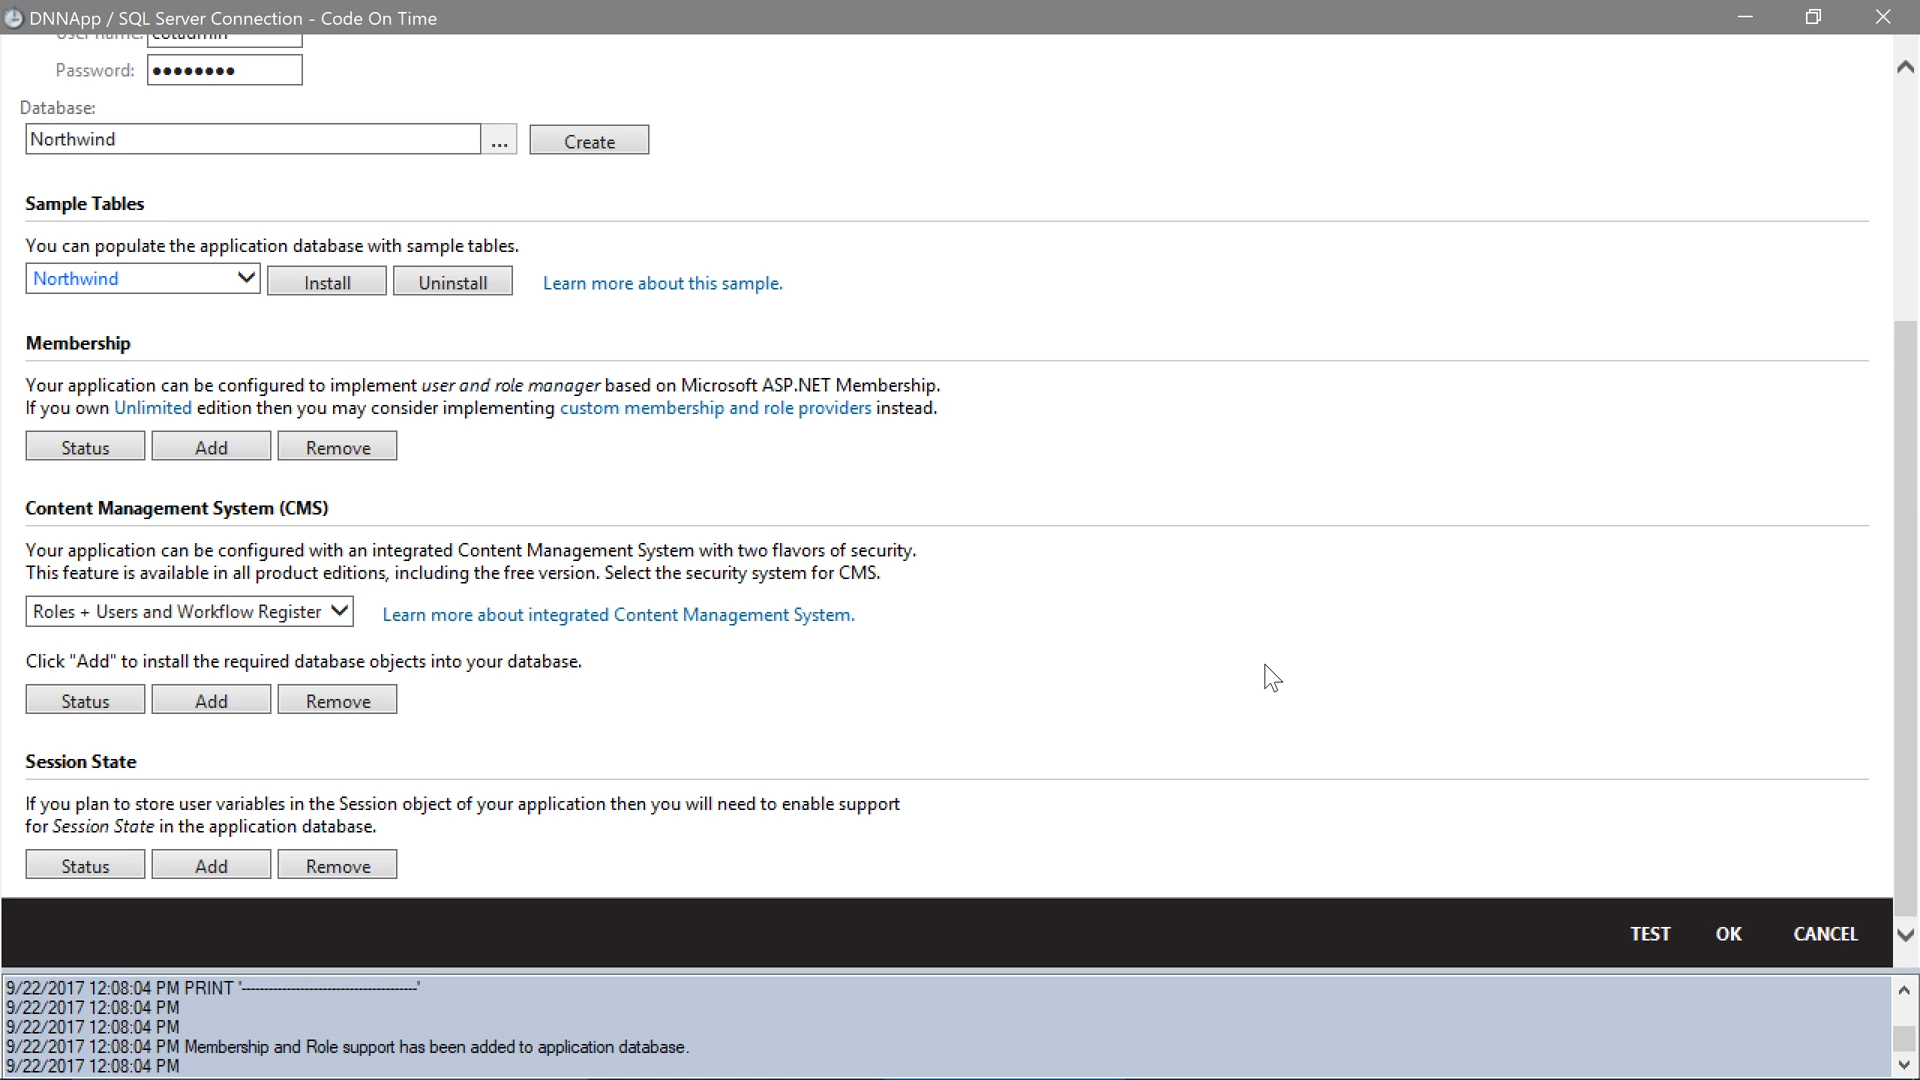 DNNApp / SQL Server Connection - Code On Time
Password: ●●●●●●●●
Database:
Northwind ... Create
Sample Tables
You can populate the application database with sample tables.
Northwind Install Uninstall Learn more about this sample.
Membership
Your application can be configured to implement user and role manager based on Microsoft ASP.NET Membership.
If you own Unlimited edition then you may consider implementing custom membership and role providers instead.
Status Add Remove
Content Management System (CMS)
Your application can be configured with an integrated Content Management System with two flavors of security.
This feature is available in all product editions, including the free version. Select the security system for CMS.
Roles + Users and Workflow Register Learn more about integrated Content Management System.
Click "Add" to install the required database objects into your database.
Status Add Remove
Session State
If you plan to store user variables in the Session object of your application then you will need to enable support
for Session State in the application database.
Status Add Remove
TEST OK CANCEL
9/22/2017 12:08:04 PM PRINT '----------------------------------------'
9/22/2017 12:08:04 PM
9/22/2017 12:08:04 PM
9/22/2017 12:08:04 PM Membership and Role support has been added to application database.
9/22/2017 12:08:04 PM